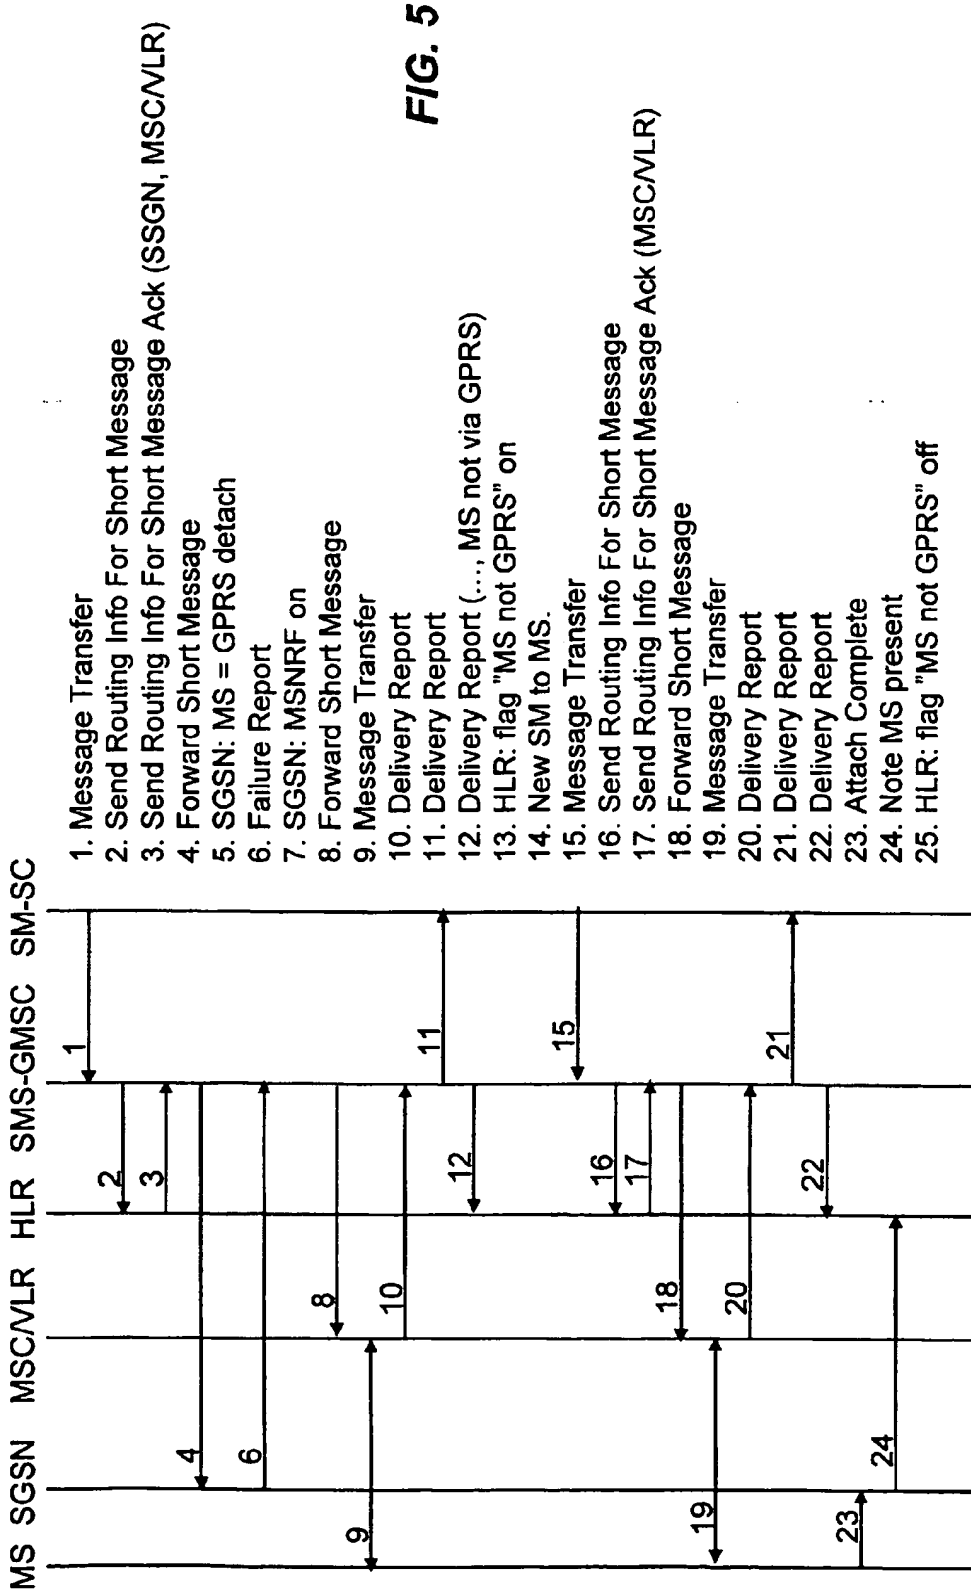 MS SGSN MSC/VLR HLR SMS-GMSC SM-SC
1
2
3
4
6
8
9
10
11
12
15
16
17
18
19
20
21
22
23
24
1. Message Transfer
2. Send Routing Info For Short Message
3. Send Routing Info For Short Message Ack (SSGN, MSC/VLR)
4. Forward Short Message
5. SGSN: MS = GPRS detach
6. Failure Report
7. SGSN: MSNRF on
8. Forward Short Message
9. Message Transfer
10. Delivery Report
11. Delivery Report
12. Delivery Report (..., MS not via GPRS)
13. HLR: flag "MS not GPRS" on
14. New SM to MS.
15. Message Transfer
16. Send Routing Info For Short Message
17. Send Routing Info For Short Message Ack (MSC/VLR)
18. Forward Short Message
19. Message Transfer
20. Delivery Report
21. Delivery Report
22. Delivery Report
23. Attach Complete
24. Note MS present
25. HLR: flag "MS not GPRS" off
FIG. 5